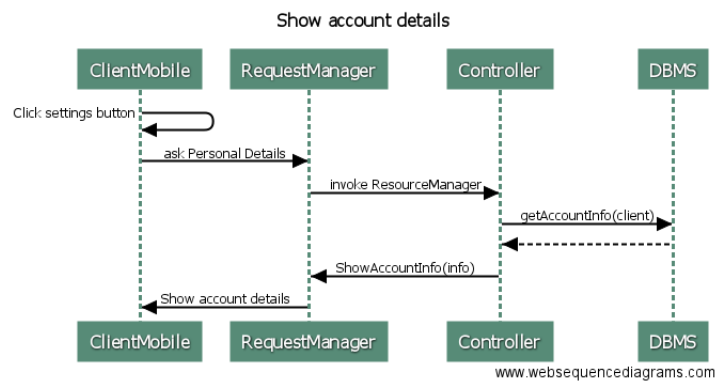 Show account details
ClientMobile RequestManager Controller DBMS
Click settings button
ask Personal Details
invoke ResourceManager
getAccountInfo(client)
ShowAccountInfo(info)
Show account details
ClientMobile RequestManager Controller DBMS
www.websequencediagrams.com